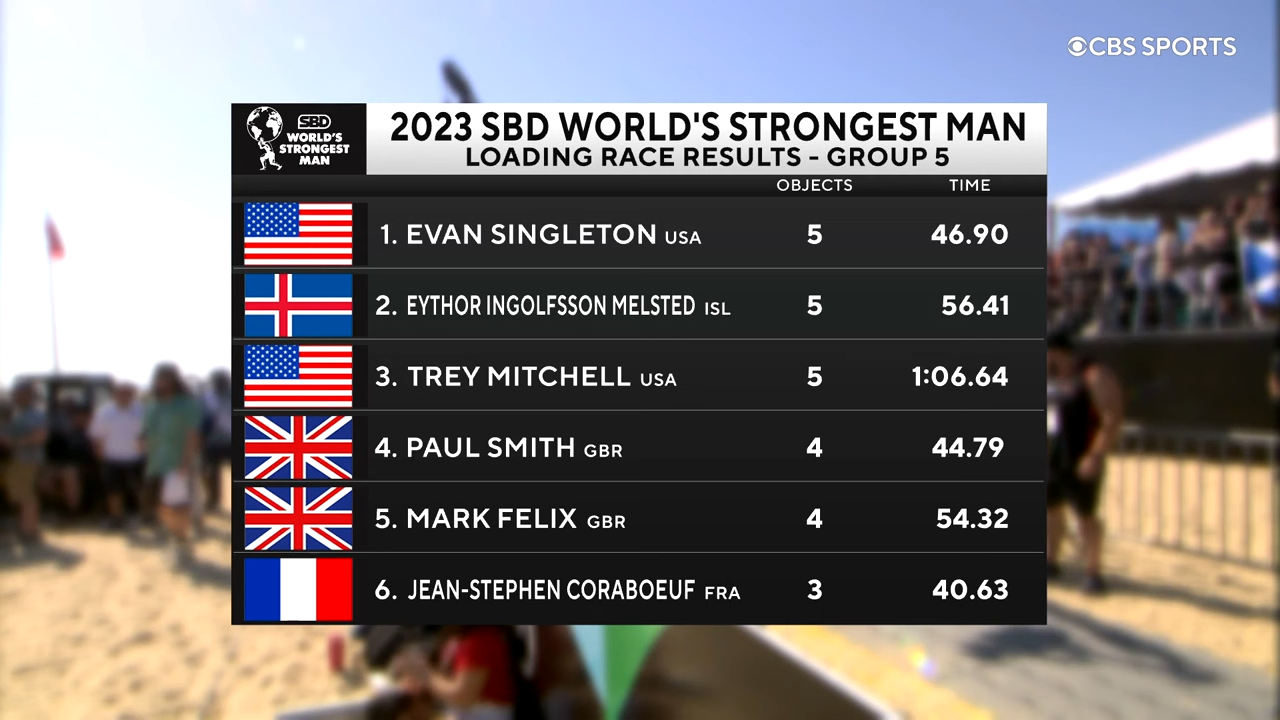 CBS SPORTS
SBD
WORLD'S
STRONGEST
MAN
2023 SBD WORLD'S STRONGEST MAN
LOADING RACE RESULTS - GROUP 5
OBJECTS TIME
1. EVAN SINGLETON USA 5 46.90
2. EYTHOR INGOLFSSON MELSTED ISL 5 56.41
3. TREY MITCHELL USA 5 1:06.64
4. PAUL SMITH GBR 4 44.79
5. MARK FELIX GBR 4 54.32
6. JEAN-STEPHEN CORABOEUF FRA 3 40.63